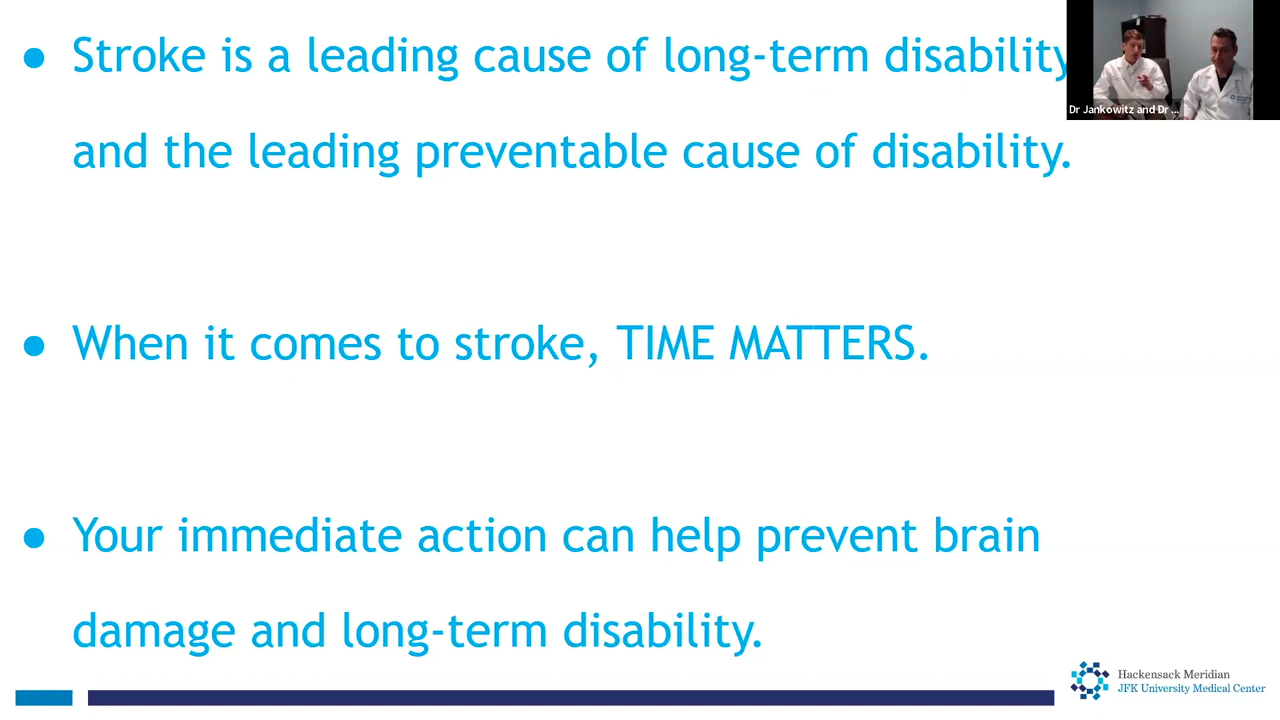 ● Stroke is a leading cause of long-term disability
and the leading preventable cause of disability.
● When it comes to stroke, TIME MATTERS.
● Your immediate action can help prevent brain
damage and long-term disability.
Dr Jankowitz and Dr ...
Hackensack Meridian
JFK University Medical Center